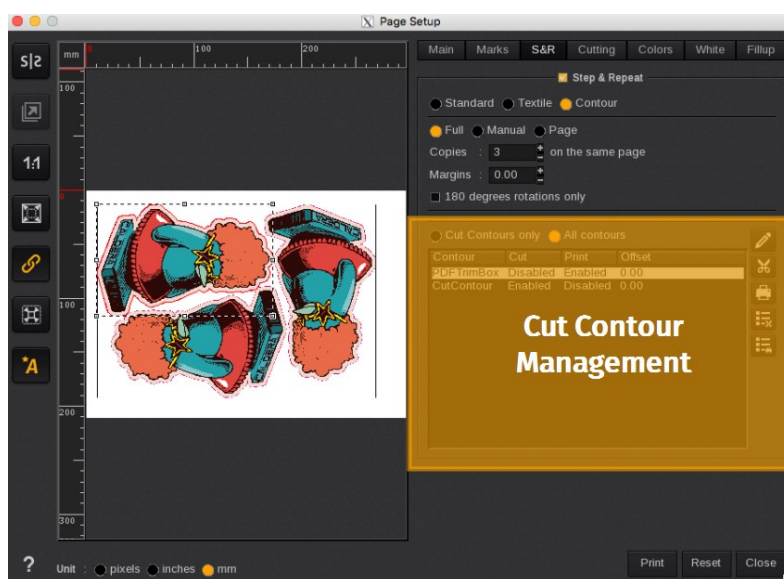 Page Setup
Main Marks S&R Cutting Colors White Fillup
Step & Repeat
Standard Textile Contour
Full Manual Page
Copies : 3 on the same page
Margins : 0.00
180 degrees rotations only
Cut Contours only All contours
Contour Cut Print Offset
PDFTrimBox Disabled Enabled 0.00
CutContour Enabled Disabled 0.00
Cut Contour
Management
mm 0 100 200
100
0
100
200
300
S|S
1:1
*A
?
Unit : pixels inches mm
Print Reset Close